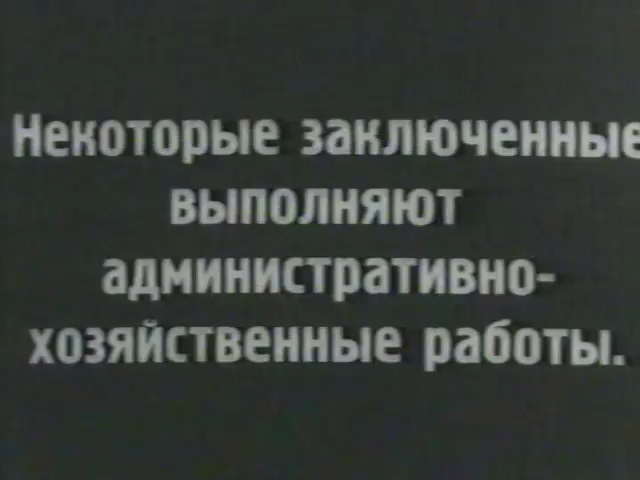 Некоторые заключенные
выполняют
административно-
хозяйственные работы.